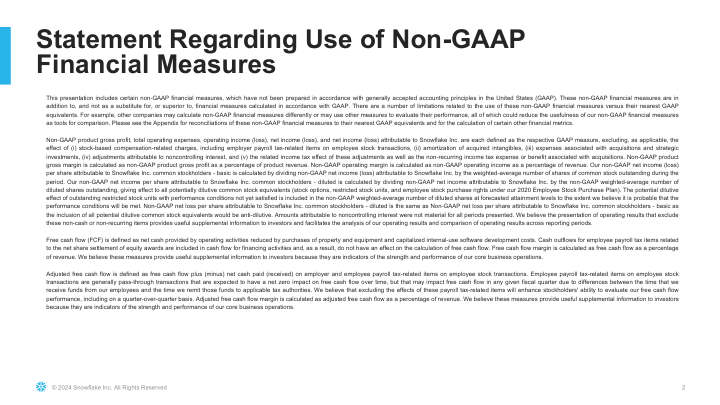 Statement Regarding Use of Non-GAAP
Financial Measures
This presentation includes certain non-GAAP financial measures, which have not been prepared in accordance with generally accepted accounting principles in the United States (GAAP). These non-GAAP financial measures are in
addition to, and not as a substitute for, or superior to, financial measures calculated in accordance with GAAP. There are a number of limitations related to the use of these non-GAAP financial measures versus their nearest GAAP
equivalents. For example, other companies may calculate non-GAAP financial measures differently or may use other measures to evaluate their performance, all of which could reduce the usefulness of our non-GAAP financial measures
as tools for comparison. Please see the Appendix for reconciliations of these non-GAAP financial measures to their nearest GAAP equivalents and for the calculation of certain other financial metrics.
Non-GAAP product gross profit, total operating expenses, operating income (loss), net income (loss), and net income (loss) attributable to Snowflake Inc. are each defined as the respective GAAP measure, excluding, as applicable, the
effect of (i) stock-based compensation-related charges, including employer payroll tax-related items on employee stock transactions, (ii) amortization of acquired intangibles, (iii) expenses associated with acquisitions and strategic
investments, (iv) adjustments attributable to noncontrolling interest, and (v) the related income tax effect of these adjustments as well as the non-recurring income tax expense or benefit associated with acquisitions. Non-GAAP product
gross margin is calculated as non-GAAP product gross profit as a percentage of product revenue. Non-GAAP operating margin is calculated as non-GAAP operating income as a percentage of revenue. Our non-GAAP net income (loss)
per share attributable to Snowflake Inc. common stockholders - basic is calculated by dividing non-GAAP net income (loss) attributable to Snowflake Inc. by the weighted-average number of shares of common stock outstanding during the
period. Our non-GAAP net income per share attributable to Snowflake Inc. common stockholders - diluted is calculated by dividing non-GAAP net income attributable to Snowflake Inc. by the non-GAAP weighted-average number of
diluted shares outstanding, giving effect to all potentially dilutive common stock equivalents (stock options, restricted stock units, and employee stock purchase rights under our 2020 Employee Stock Purchase Plan). The potential dilutive
effect of outstanding restricted stock units with performance conditions not yet satisfied is included in the non-GAAP weighted-average number of diluted shares at forecasted attainment levels to the extent we believe it is probable that the
performance conditions will be met. Non-GAAP net loss per share attributable to Snowflake Inc. common stockholders - diluted is the same as Non-GAAP net loss per share attributable to Snowflake Inc. common stockholders - basic as
the inclusion of all potential dilutive common stock equivalents would be anti-dilutive. Amounts attributable to noncontrolling interest were not material for all periods presented. We believe the presentation of operating results that exclude
these non-cash or non-recurring items provides useful supplemental information to investors and facilitates the analysis of our operating results and comparison of operating results across reporting periods.
Free cash flow (FCF) is defined as net cash provided by operating activities reduced by purchases of property and equipment and capitalized internal-use software development costs. Cash outflows for employee payroll tax items related
to the net share settlement of equity awards are included in cash flow for financing activities and, as a result, do not have an effect on the calculation of free cash flow. Free cash flow margin is calculated as free cash flow as a percentage
of revenue. We believe these measures provide useful supplemental information to investors because they are indicators of the strength and performance of our core business operations.
Adjusted free cash flow is defined as free cash flow plus (minus) net cash paid (received) on employer and employee payroll tax-related items on employee stock transactions. Employee payroll tax-related items on employee stock
transactions are generally pass-through transactions that are expected to have a net zero impact on free cash flow over time, but that may impact free cash flow in any given fiscal quarter due to differences between the time that we
receive funds from our employees and the time we remit those funds to applicable tax authorities. We believe that excluding the effects of these payroll tax-related items will enhance stockholders' ability to evaluate our free cash flow
performance, including on a quarter-over-quarter basis. Adjusted free cash flow margin is calculated as adjusted free cash flow as a percentage of revenue. We believe these measures provide useful supplemental information to investors
because they are indicators of the strength and performance of our core business operations.
© 2024 Snowflake Inc. All Rights Reserved
2